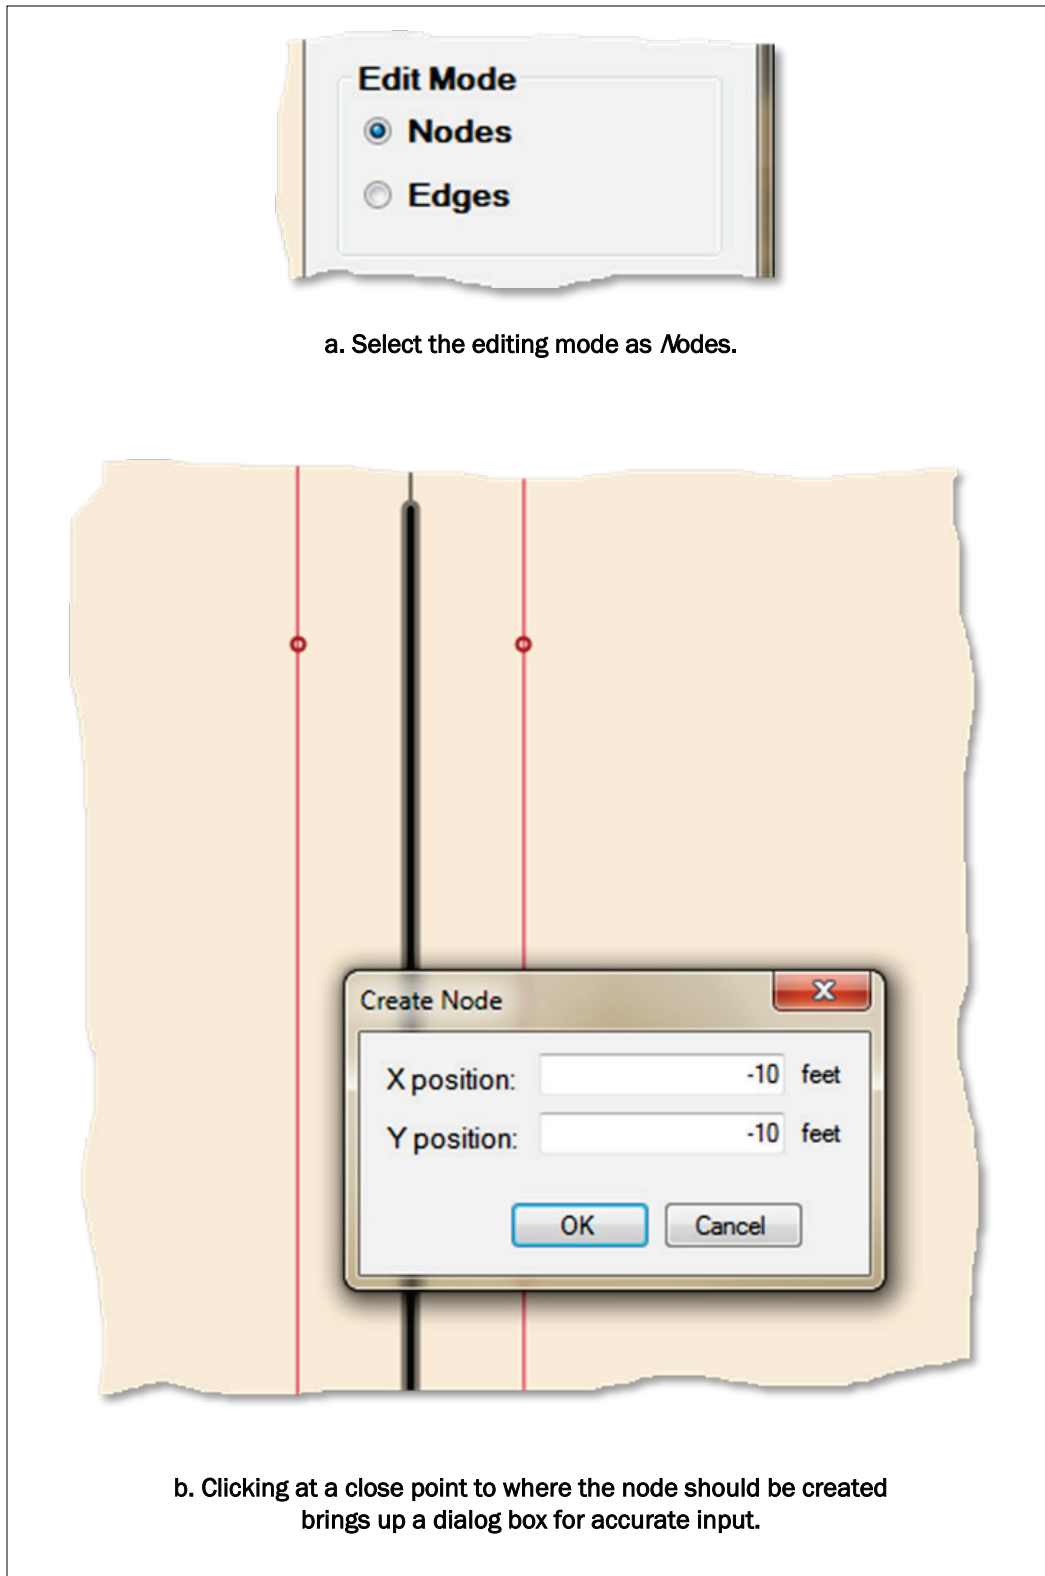 Edit Mode
Nodes
Edges
a. Select the editing mode as Nodes.
Create Node
X position: -10 feet
Y position: -10 feet
OK Cancel
b. Clicking at a close point to where the node should be created
brings up a dialog box for accurate input.